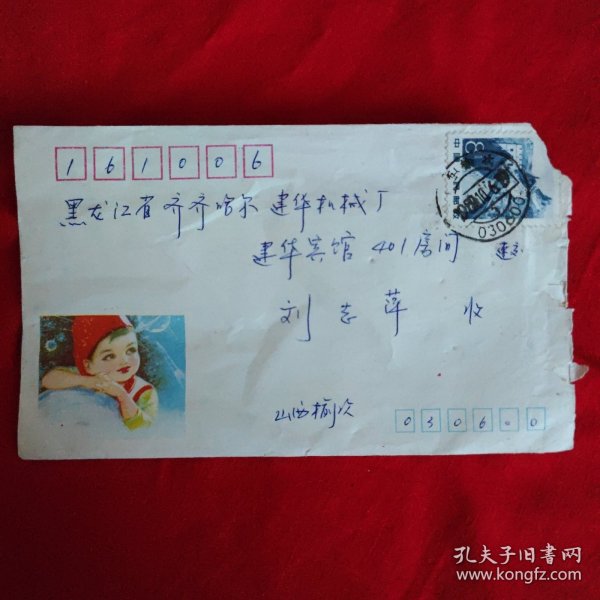 161006
黑龙江省齐齐哈尔建华机械厂
建华宾馆401房间
刘志萍 收
山西榆次
030600
030600
孔夫子旧书网
www.kongfz.com